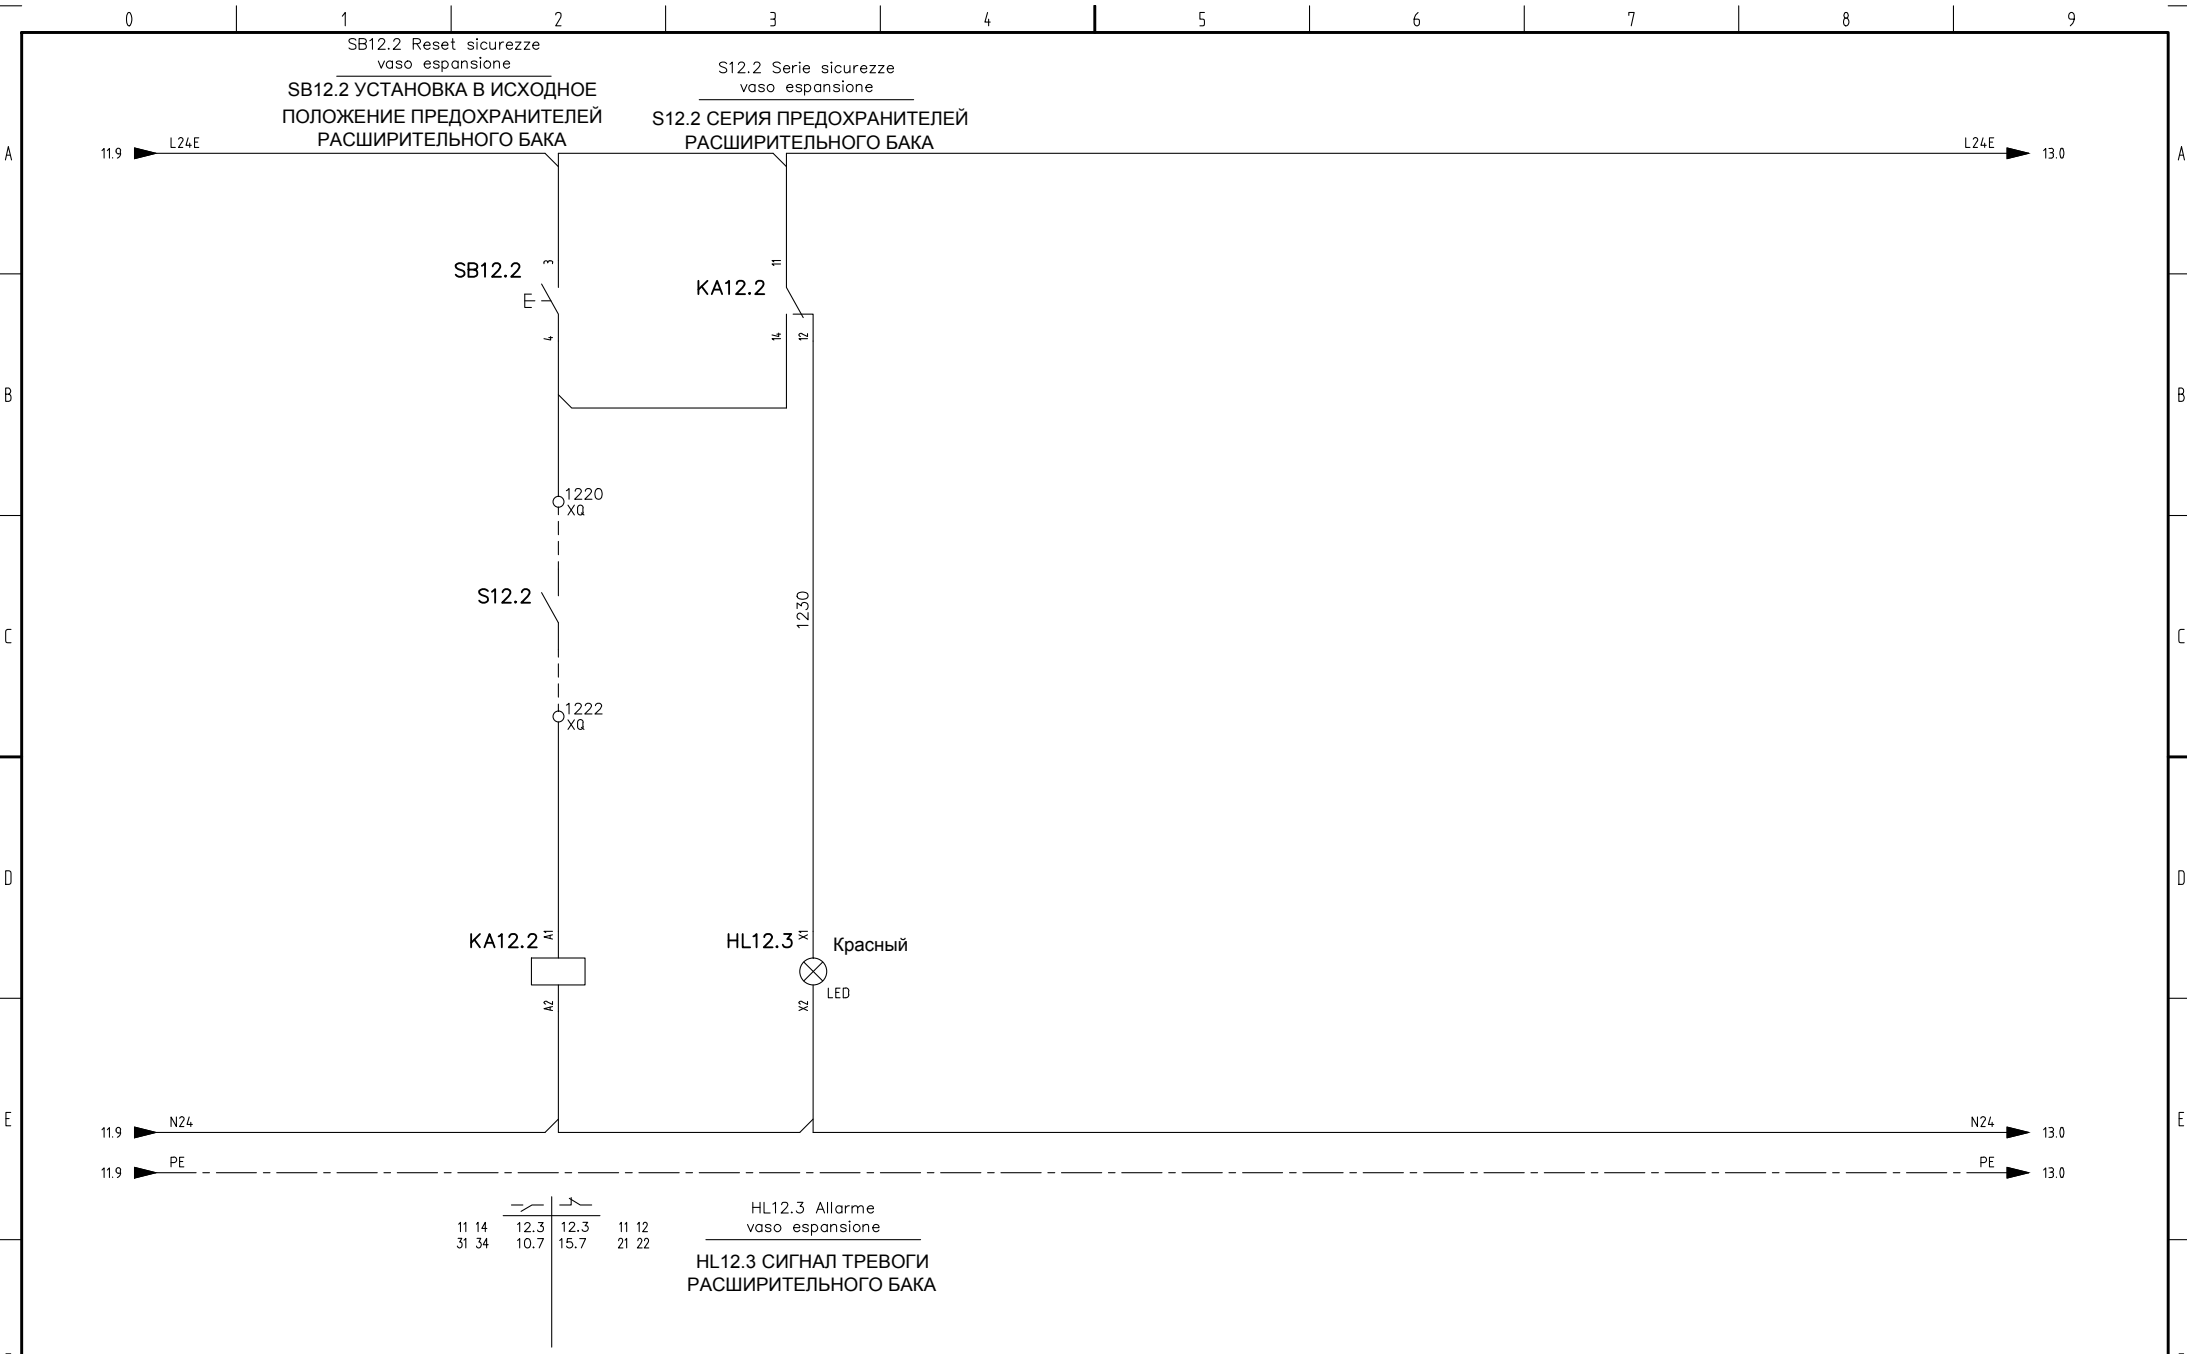 0 1 2 3 4 5 6 7 8 9
SB12.2 Reset sicurezze
vaso espansione
SB12.2 УСТАНОВКА В ИСХОДНОЕ
ПОЛОЖЕНИЕ ПРЕДОХРАНИТЕЛЕЙ
РАСШИРИТЕЛЬНОГО БАКА
S12.2 Serie sicurezze
vaso espansione
S12.2 СЕРИЯ ПРЕДОХРАНИТЕЛЕЙ
РАСШИРИТЕЛЬНОГО БАКА
A 11.9 L24E L24E 13.0 A
3 11
SB12.2 KA12.2
4 14 12
B B
1220
XQ
S12.2
1230
C C
1222
XQ
D D
KA12.2 A1 HL12.3 X1 Красный
LED
A2 X2
E 11.9 N24 N24 13.0 E
11.9 PE PE 13.0
11 14 12.3 12.3 11 12
31 34 10.7 15.7 21 22
HL12.3 Allarme
vaso espansione
HL12.3 СИГНАЛ ТРЕВОГИ
РАСШИРИТЕЛЬНОГО БАКА